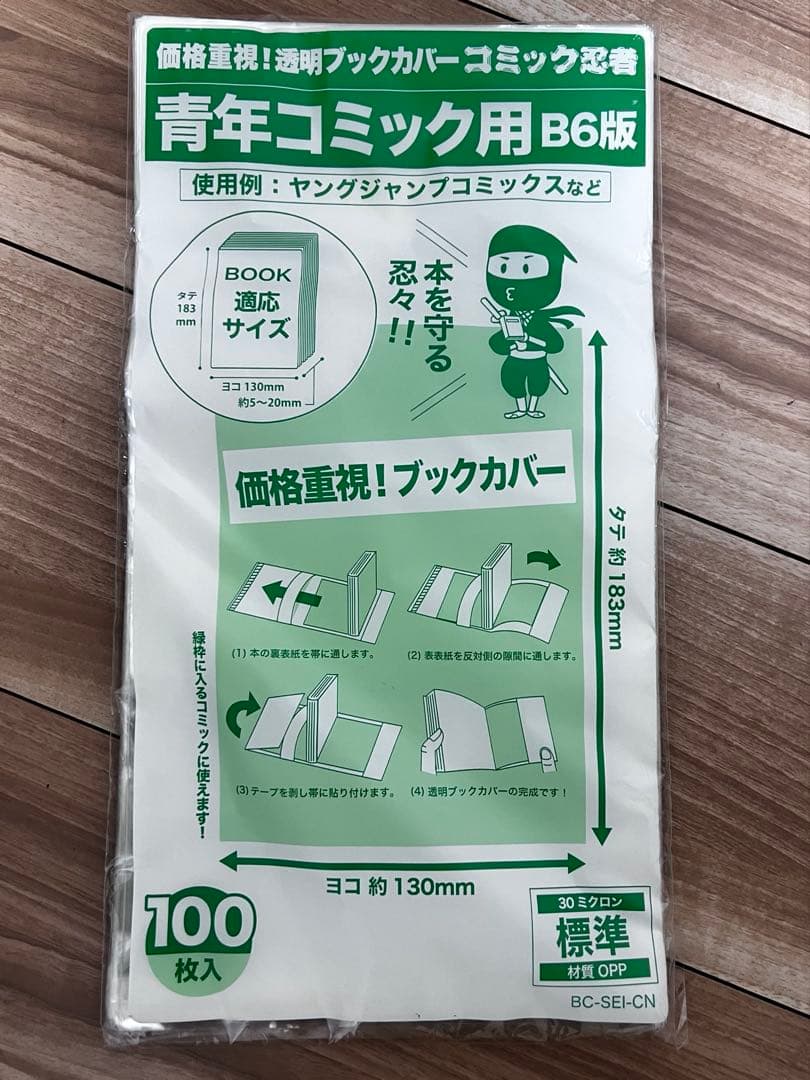 価格重視！透明ブックカバー コミック忍者
青年コミック用 B6版
使用例：ヤングジャンプコミックスなど
BOOK
適応
サイズ
タテ
183
mm
ヨコ 130mm
約5〜20mm
本を守る
忍々!!
価格重視！ブックカバー
(1) 本の裏表紙を帯に通します。
(2) 表表紙を反対側の隙間に通します。
(3) テープを剥し帯に貼り付けます。
(4) 透明ブックカバーの完成です！
緑枠に入るコミックに使えます！
タテ 約 183mm
ヨコ 約 130mm
100
枚入
30 ミクロン
標準
材質 OPP
BC-SEI-CN